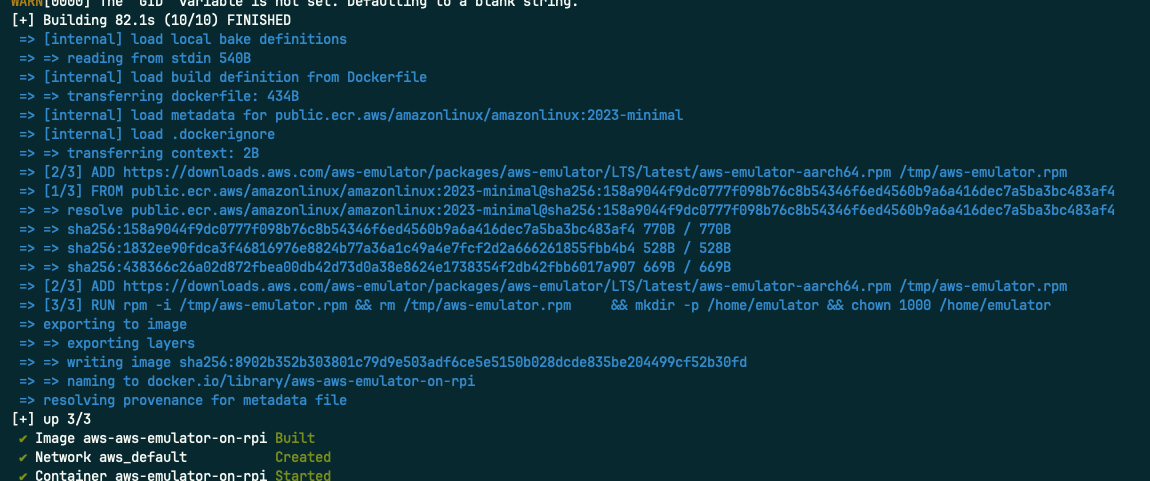 WARN[0000] The "GID" variable is not set. Defaulting to a blank string.
[+] Building 82.1s (10/10) FINISHED
=> [internal] load local bake definitions
=> => reading from stdin 540B
=> [internal] load build definition from Dockerfile
=> => transferring dockerfile: 434B
=> [internal] load metadata for public.ecr.aws/amazonlinux/amazonlinux:2023-minimal
=> [internal] load .dockerignore
=> => transferring context: 2B
=> [2/3] ADD https://downloads.aws.com/aws-emulator/packages/aws-emulator/LTS/latest/aws-emulator-aarch64.rpm /tmp/aws-emulator.rpm
=> [1/3] FROM public.ecr.aws/amazonlinux/amazonlinux:2023-minimal@sha256:158a9044f9dc0777f098b76c8b54346f6ed4560b9a6a416dec7a5ba3bc483af4
=> => resolve public.ecr.aws/amazonlinux/amazonlinux:2023-minimal@sha256:158a9044f9dc0777f098b76c8b54346f6ed4560b9a6a416dec7a5ba3bc483af4
=> => sha256:158a9044f9dc0777f098b76c8b54346f6ed4560b9a6a416dec7a5ba3bc483af4 770B / 770B
=> => sha256:1832ee90fdca3f46816976e8824b77a36a1c49a4e7fcf2d2a666261855fbb4b4 528B / 528B
=> => sha256:438366c26a02d872fbea00db42d73d0a38e8624e1738354f2db42fbb6017a907 669B / 669B
=> [2/3] ADD https://downloads.aws.com/aws-emulator/packages/aws-emulator/LTS/latest/aws-emulator-aarch64.rpm /tmp/aws-emulator.rpm
=> [3/3] RUN rpm -i /tmp/aws-emulator.rpm && rm /tmp/aws-emulator.rpm     && mkdir -p /home/emulator && chown 1000 /home/emulator
=> exporting to image
=> => exporting layers
=> => writing image sha256:8902b352b303801c79d9e503adf6ce5e5150b028dcde835be204499cf52b30fd
=> => naming to docker.io/library/aws-aws-emulator-on-rpi
=> resolving provenance for metadata file
[+] up 3/3
✔ Image aws-aws-emulator-on-rpi Built
✔ Network aws_default Created
✔ Container aws-emulator-on-rpi Started